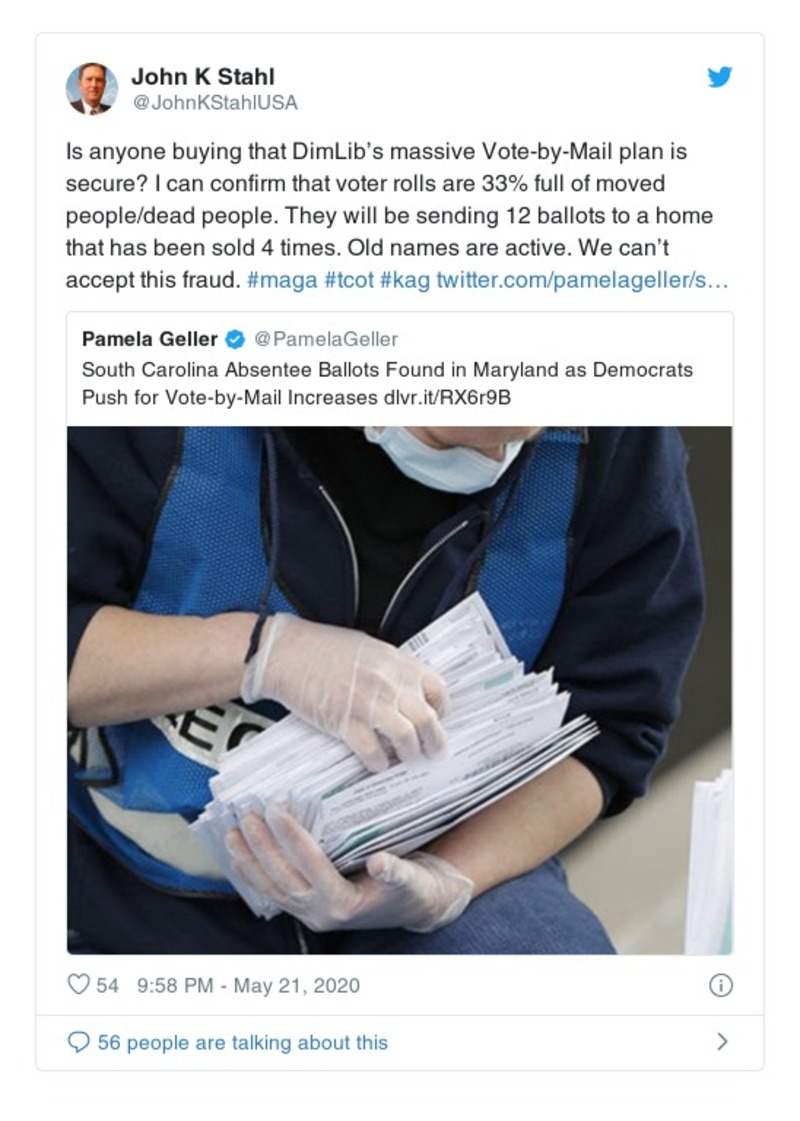 John K Stahl
@JohnKStahlUSA
Is anyone buying that DimLib’s massive Vote-by-Mail plan is
secure? I can confirm that voter rolls are 33% full of moved
people/dead people. They will be sending 12 ballots to a home
that has been sold 4 times. Old names are active. We can’t
accept this fraud. #maga #tcot #kag twitter.com/pamelageller/s…
Pamela Geller @PamelaGeller
South Carolina Absentee Ballots Found in Maryland as Democrats
Push for Vote-by-Mail Increases dlvr.it/RX6r9B
54 9:58 PM - May 21, 2020
56 people are talking about this